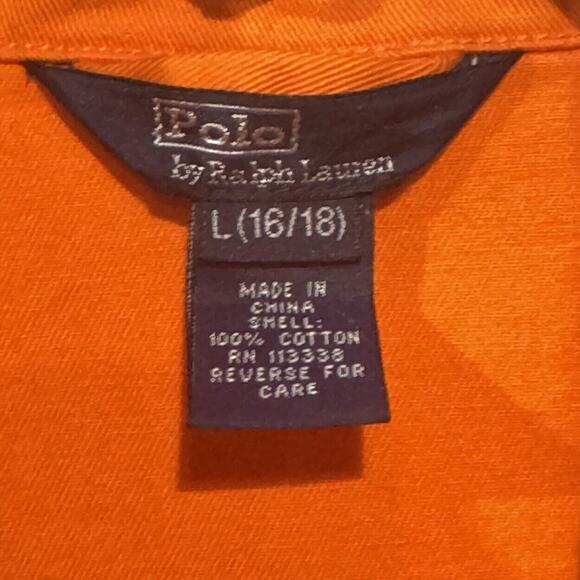 Polo
by Ralph Lauren
L (16/18)
MADE IN
CHINA
SHELL:
100% COTTON
RN 113338
REVERSE FOR
CARE